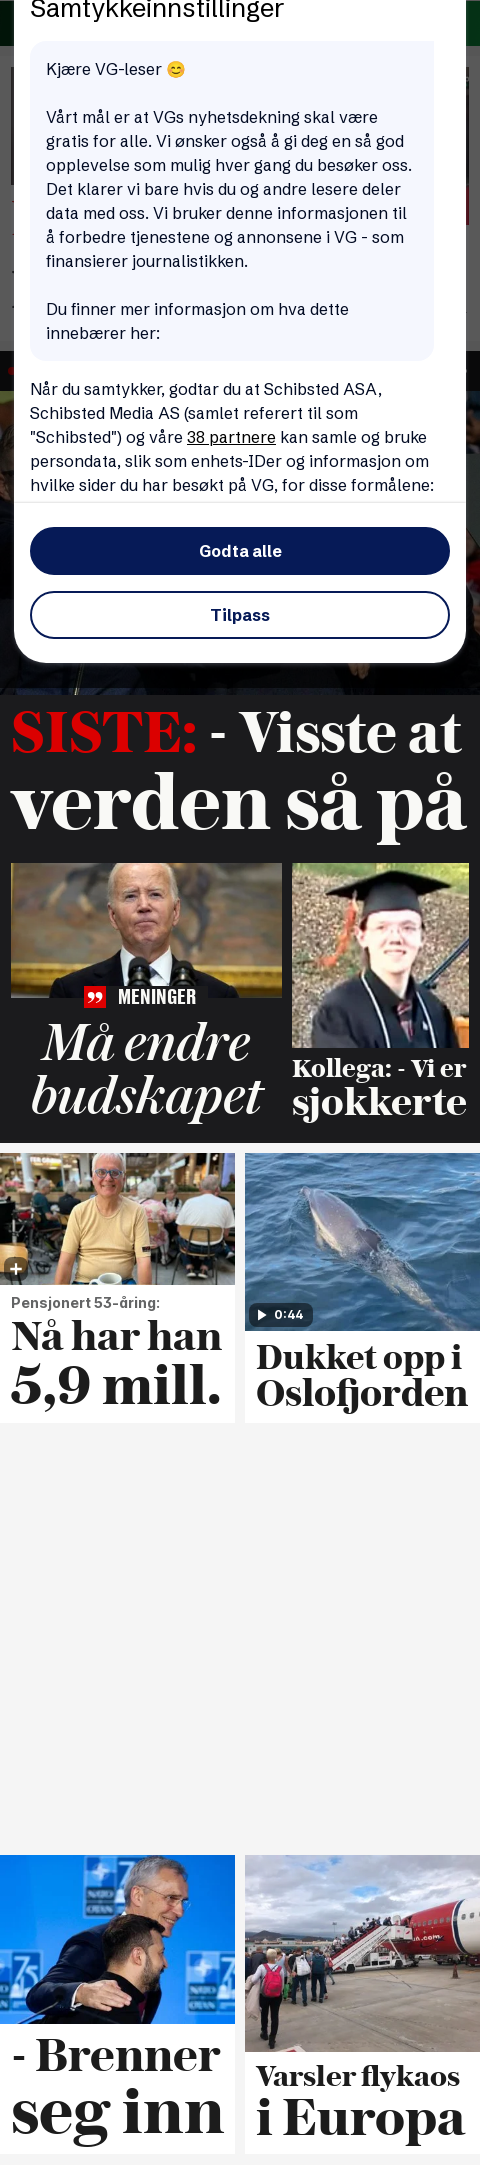 Samtykkeinnstillinger
Kjære VG-leser 😊
Vårt mål er at VGs nyhetsdekning skal være
gratis for alle. Vi ønsker også å gi deg en så god
opplevelse som mulig hver gang du besøker oss.
Det klarer vi bare hvis du og andre lesere deler
data med oss. Vi bruker denne informasjonen til
å forbedre tjenestene og annonsene i VG - som
finansierer journalistikken.
Du finner mer informasjon om hva dette
innebærer her:
Når du samtykker, godtar du at Schibsted ASA,
Schibsted Media AS (samlet referert til som
"Schibsted") og våre 38 partnere kan samle og bruke
persondata, slik som enhets-IDer og informasjon om
hvilke sider du har besøkt på VG, for disse formålene:
Godta alle
Tilpass
SISTE: - Visste at
verden så på
MENINGER
Må endre
budskapet
Kollega: - Vi er
sjokkerte
Pensjonert 53-åring:
Nå har han
5,9 mill.
0:44
Dukket opp i
Oslofjorden
NATO
OTAN
75
- Brenner
seg inn
Varsler flykaos
i Europa